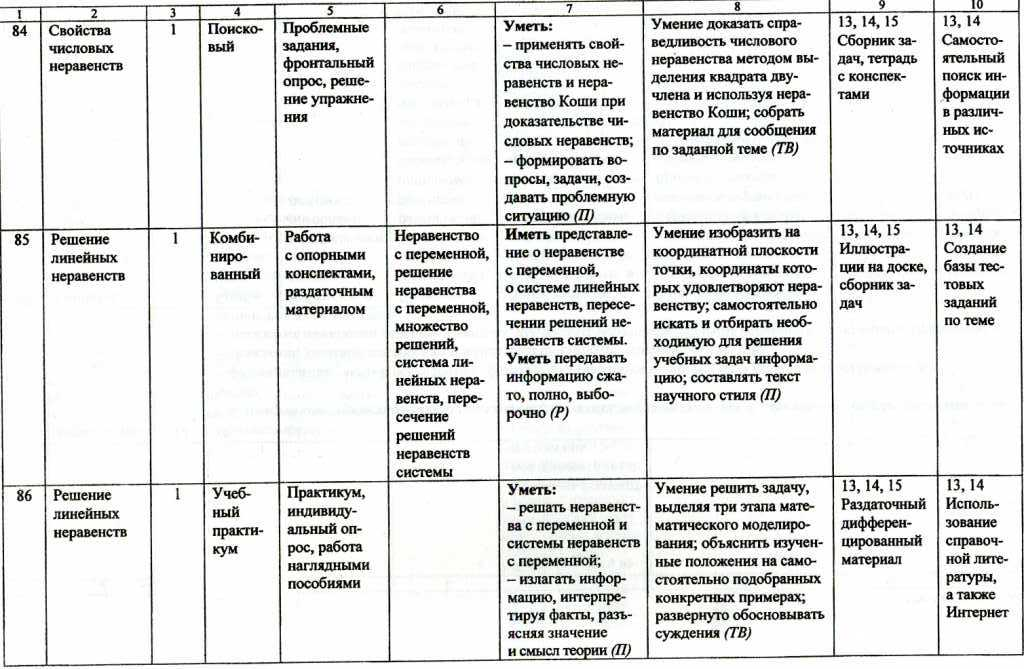 1 2 3 4 5 6 7 8 9 10
84
Свойства
числовых
неравенств
1
Поиско-
вый
Проблемные
задания,
фронтальный
опрос, реше-
ние упражне-
ния
Уметь:
– применять свой-
ства числовых не-
равенств и нера-
венство Коши при
доказательстве чи-
словых неравенств;
– формировать во-
просы, задачи, соз-
давать проблемную
ситуацию (П)
Умение доказать спра-
ведливость числового
неравенства методом вы-
деления квадрата дву-
члена и используя нера-
венство Коши; собрать
материал для сообщения
по заданной теме (ТВ)
13, 14, 15
Сборник за-
дач, тетрадь
с конспек-
тами
13, 14
Самосто-
ятельный
поиск ин-
формации
в различ-
ных ис-
точниках
85
Решение
линейных
неравенств
1
Комби-
ниро-
ванный
Работа
с опорными
конспектами,
раздаточным
материалом
Неравенство
с переменной,
решение
неравенства
с переменной,
множество
решений,
система ли-
нейных нера-
венств, пере-
сечение
решений
неравенств
системы
Иметь представле-
ние о неравенстве
с переменной,
о системе линейных
неравенств, пересе-
чении решений не-
равенств системы.
Уметь передавать
информацию сжа-
то, полно, выбо-
рочно (Р)
Умение изобразить на
координатной плоскости
точки, координаты кото-
рых удовлетворяют нера-
венству; самостоятельно
искать и отбирать необ-
ходимую для решения
учебных задач информа-
цию; составлять текст
научного стиля (П)
13, 14, 15
Иллюстра-
ции на доске,
сборник за-
дач
13, 14
Создание
базы тес-
товых
заданий
по теме
86
Решение
линейных
неравенств
1
Учеб-
ный
практи-
кум
Практикум,
индивиду-
альный оп-
рос, работа
наглядными
пособиями
Уметь:
– решать неравенст-
ва с переменной и
системы неравенств
с переменной;
– излагать инфор-
мацию, интерпре-
тируя факты, разъ-
ясняя значение
и смысл теории (П)
Умение решить задачу,
выделяя три этапа мате-
матического моделиро-
вания; объяснить изучен-
ные положения на само-
стоятельно подобранных
конкретных примерах;
развернуто обосновывать
суждения (ТВ)
13, 14, 15
Раздаточный
дифферен-
цированный
материал
13, 14
Исполь-
зование
справоч-
ной лите-
ратуры,
а также
Интернет